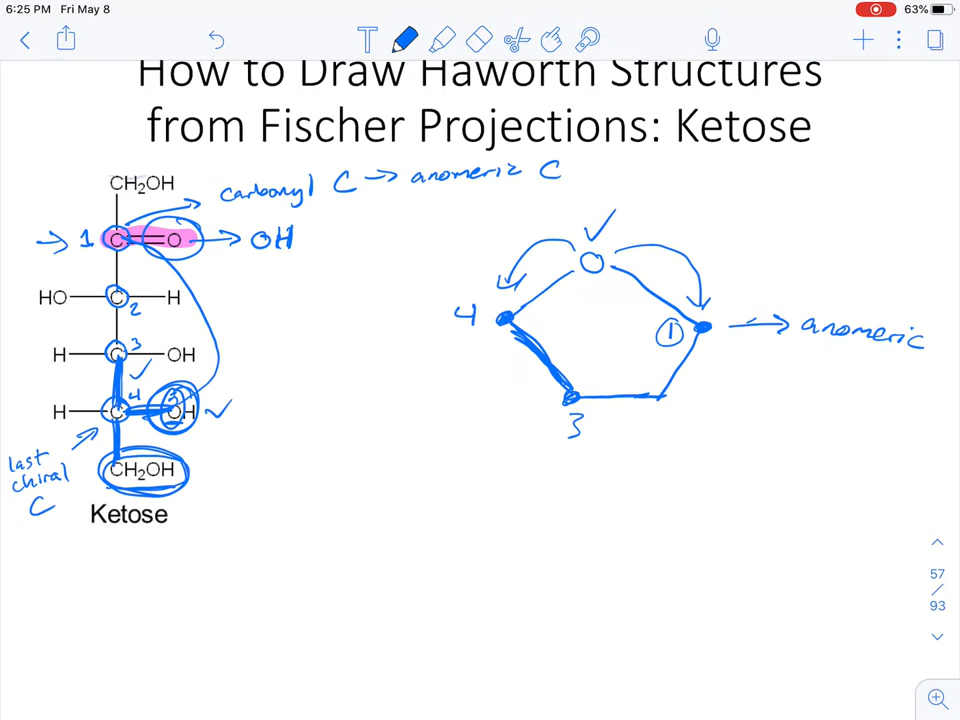 6:25 PM Fri May 8
63%
T
How to Draw Haworth Structures
from Fischer Projections: Ketose
CH₂OH
carbonyl C → anomeric C
→ 1 C=O → OH
HO C H
2
H C OH
3
✓
4 5
H C OH ✓
last
chiral
C
CH₂OH
Ketose
✓
O
4
① → anomeric
3
57
/
93